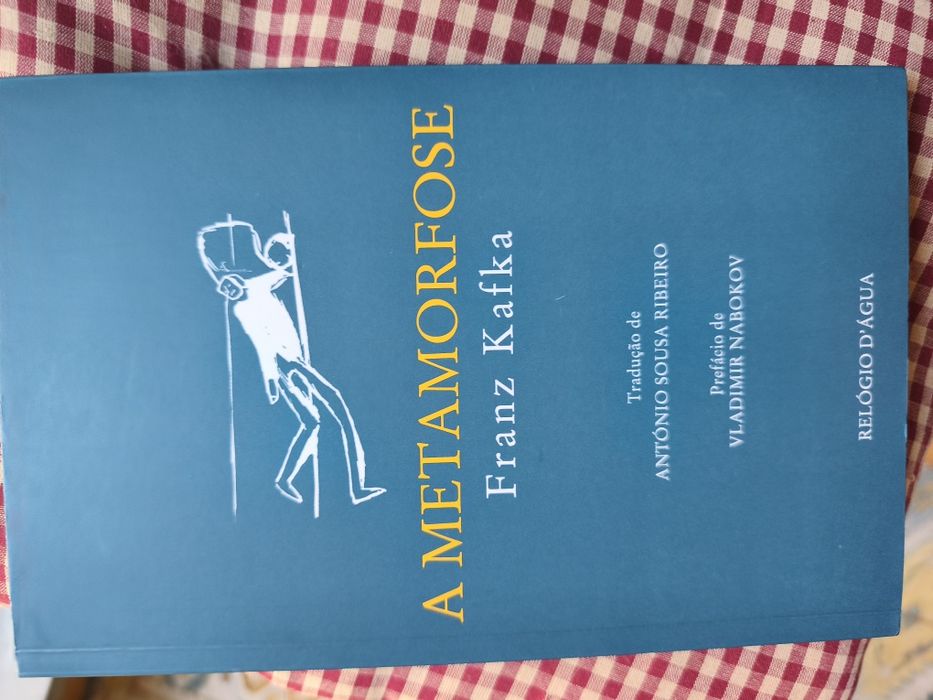 A METAMORFOSE
Franz Kafka
Tradução de
ANTÓNIO SOUSA RIBEIRO
Prefácio de
VLADIMIR NABOKOV
RELÓGIO D'ÁGUA